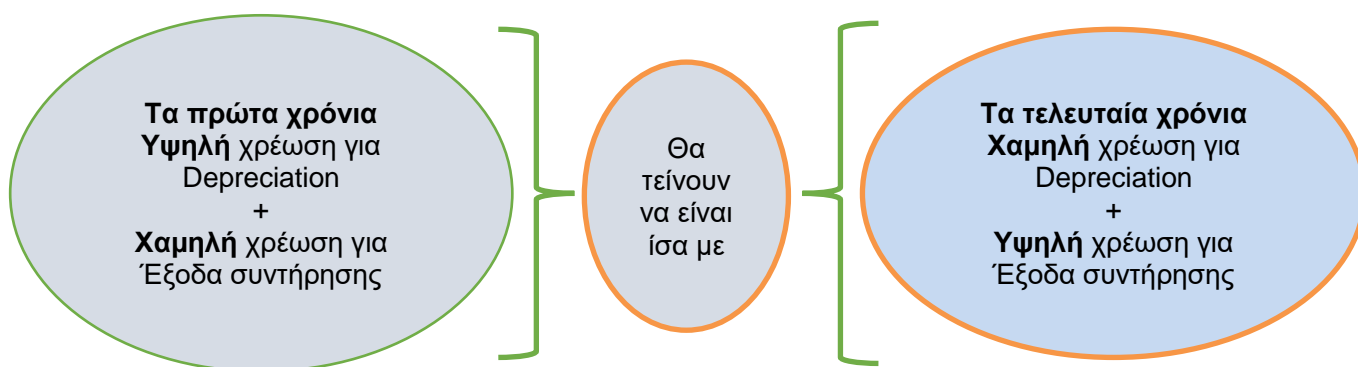 Τα πρώτα χρόνια
Υψηλή χρέωση για
Depreciation
+
Χαμηλή χρέωση για
Έξοδα συντήρησης
Θα
τείνουν
να είναι
ίσα με
Τα τελευταία χρόνια
Χαμηλή χρέωση για
Depreciation
+
Υψηλή χρέωση για
Έξοδα συντήρησης